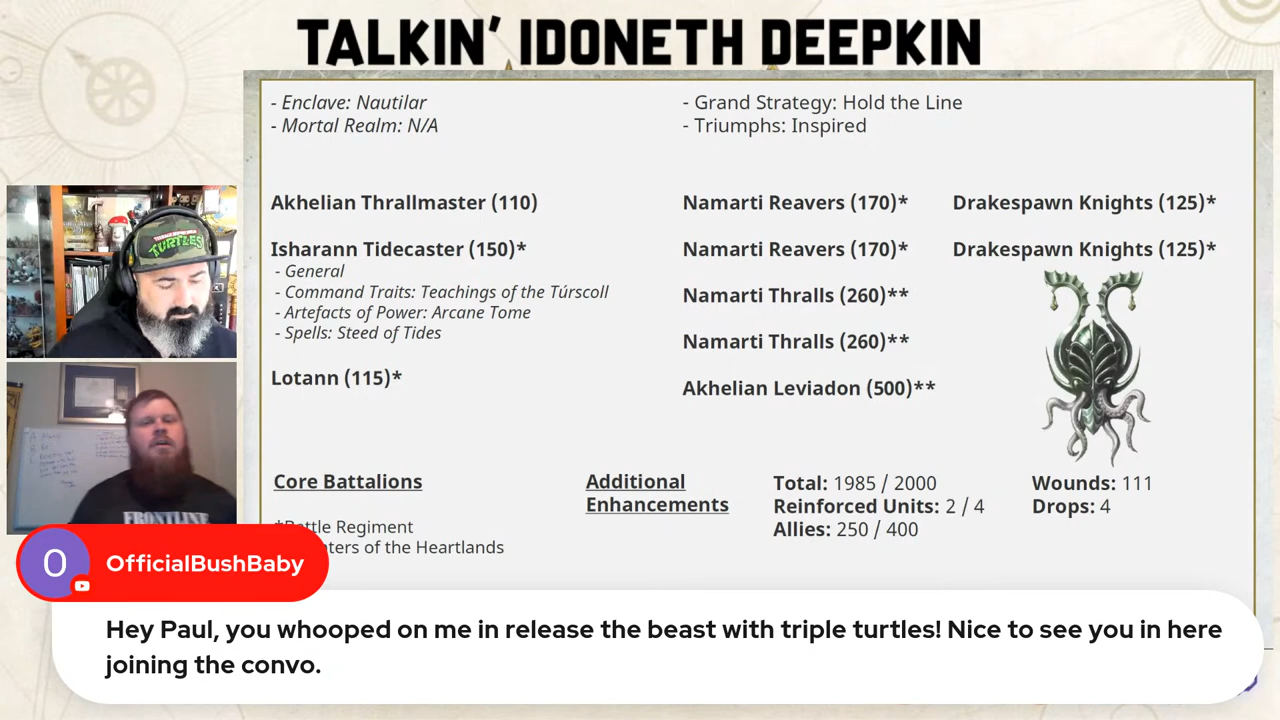 TALKIN' IDONETH DEEPKIN
- Enclave: Nautilar
- Mortal Realm: N/A
- Grand Strategy: Hold the Line
- Triumphs: Inspired
Akhelian Thrallmaster (110)
Isharann Tidecaster (150)*
- General
- Command Traits: Teachings of the Túrscoll
- Artefacts of Power: Arcane Tome
- Spells: Steed of Tides
Lotann (115)*
Namarti Reavers (170)*
Namarti Reavers (170)*
Namarti Thralls (260)**
Namarti Thralls (260)**
Akhelian Leviadon (500)**
Drakespawn Knights (125)*
Drakespawn Knights (125)*
Core Battalions
Regiment
of the Heartlands
Additional
Enhancements
Total: 1985 / 2000
Reinforced Units: 2 / 4
Allies: 250 / 400
Wounds: 111
Drops: 4
TURTLES
FRONTLINE
O
OfficialBushBaby
Hey Paul, you whooped on me in release the beast with triple turtles! Nice to see you in here
joining the convo.